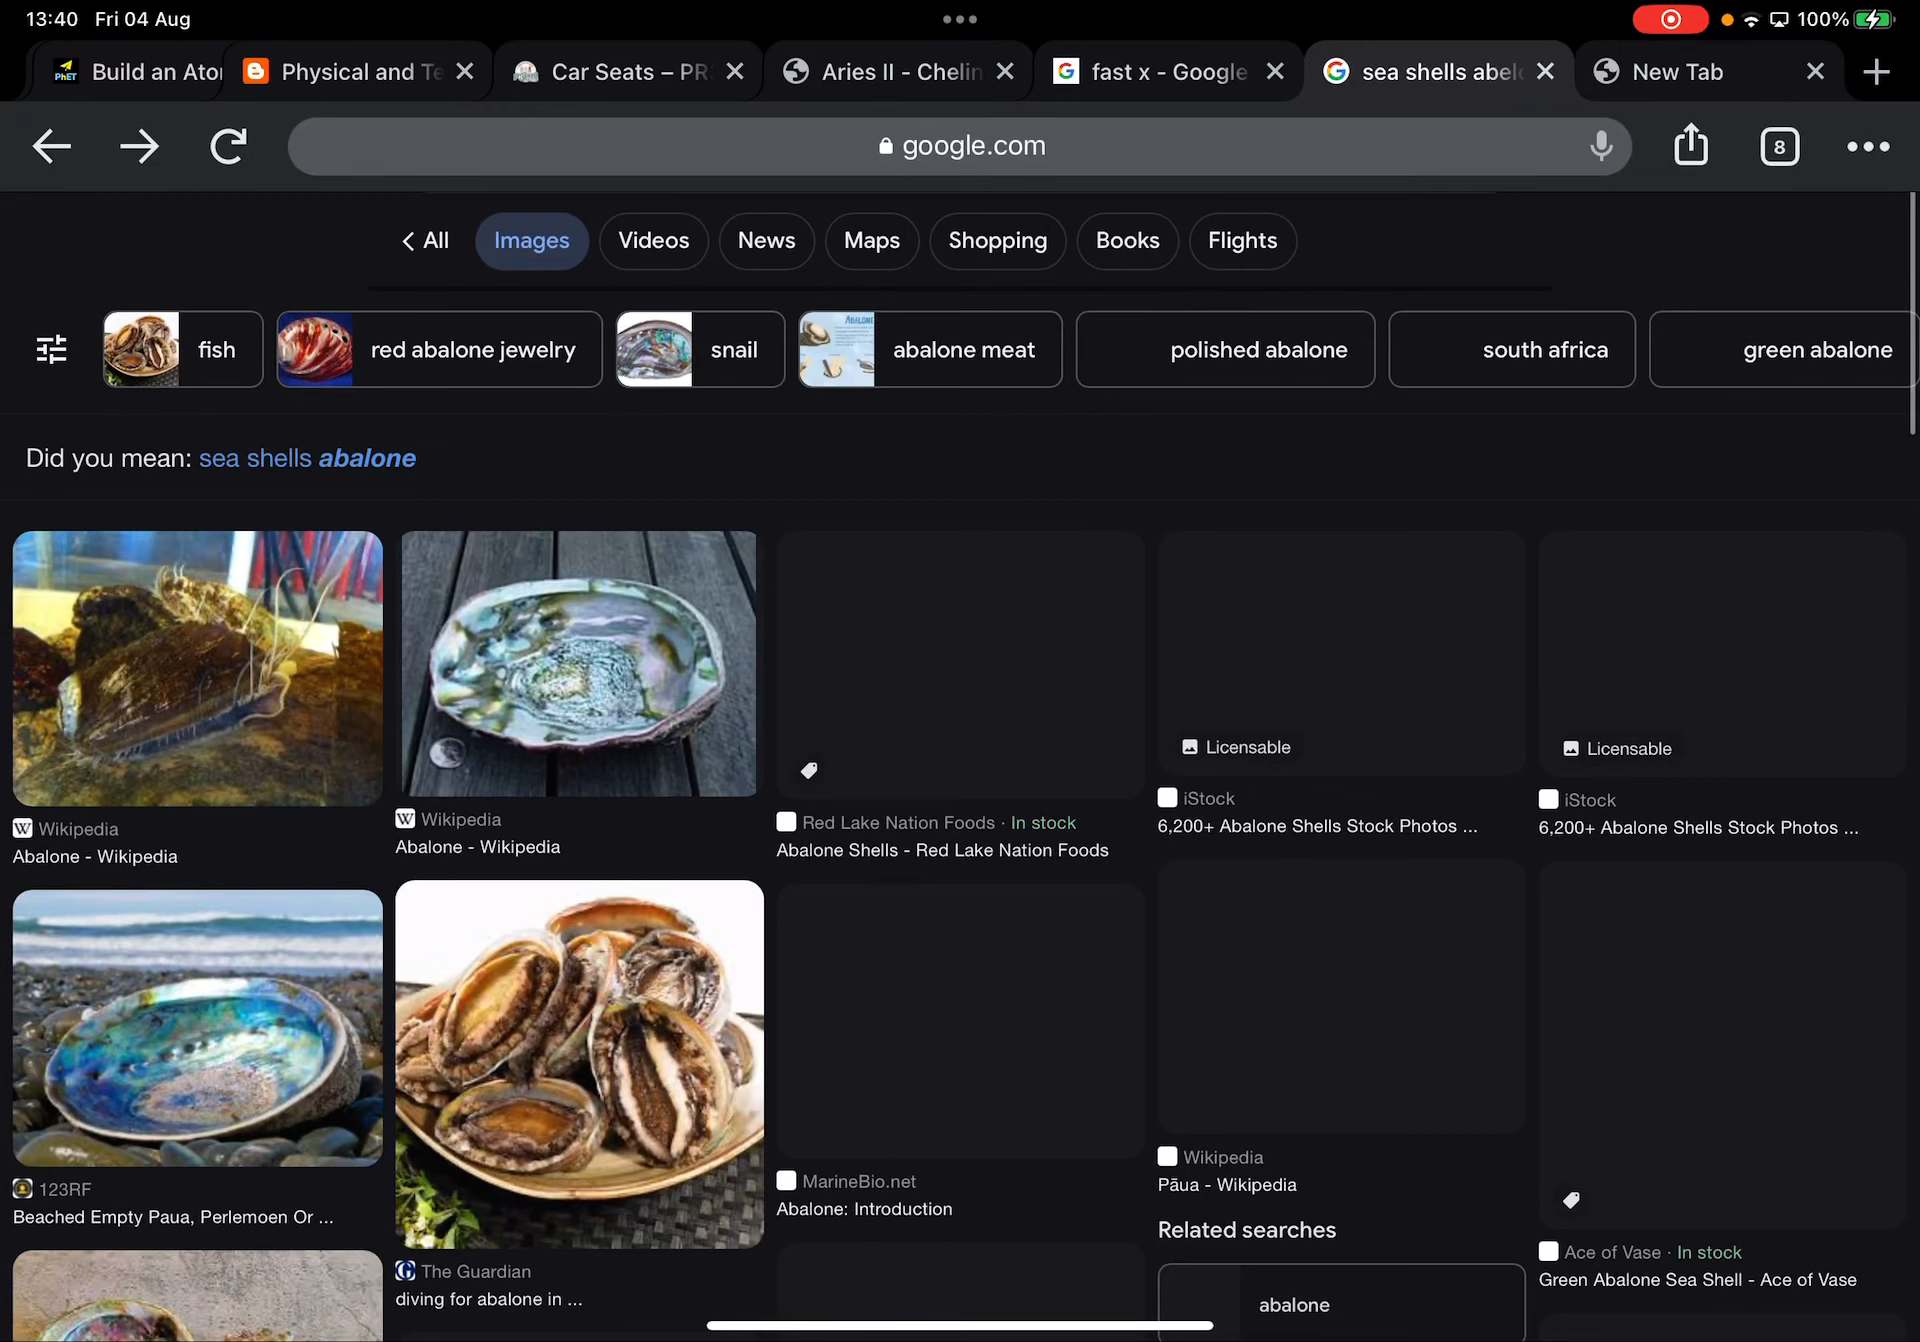 13:40 Fri 04 Aug
100%
Build an Ato
Physical and Te
Car Seats – PR
Aries II - Chelin
fast x - Google
sea shells abel
New Tab
google.com
8
All
Images
Videos
News
Maps
Shopping
Books
Flights
fish
red abalone jewelry
snail
ABALONE
abalone meat
polished abalone
south africa
green abalone
Did you mean: sea shells abalone
Wikipedia
Abalone - Wikipedia
Wikipedia
Abalone - Wikipedia
Red Lake Nation Foods · In stock
Abalone Shells - Red Lake Nation Foods
Licensable
iStock
6,200+ Abalone Shells Stock Photos ...
Licensable
iStock
6,200+ Abalone Shells Stock Photos ...
123RF
Beached Empty Paua, Perlemoen Or ...
The Guardian
diving for abalone in ...
MarineBio.net
Abalone: Introduction
Wikipedia
Pāua - Wikipedia
Related searches
abalone
Ace of Vase · In stock
Green Abalone Sea Shell - Ace of Vase